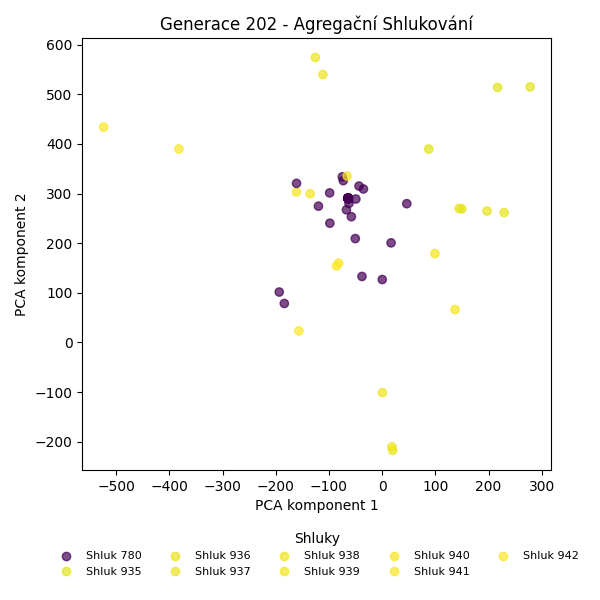 Generace 202 - Agregační Shlukování
PCA komponent 2
600
500
400
300
200
100
0
−100
−200
−500 −400 −300 −200 −100 0 100 200 300
PCA komponent 1
Shluky
Shluk 780 Shluk 936 Shluk 938 Shluk 940 Shluk 942
Shluk 935 Shluk 937 Shluk 939 Shluk 941